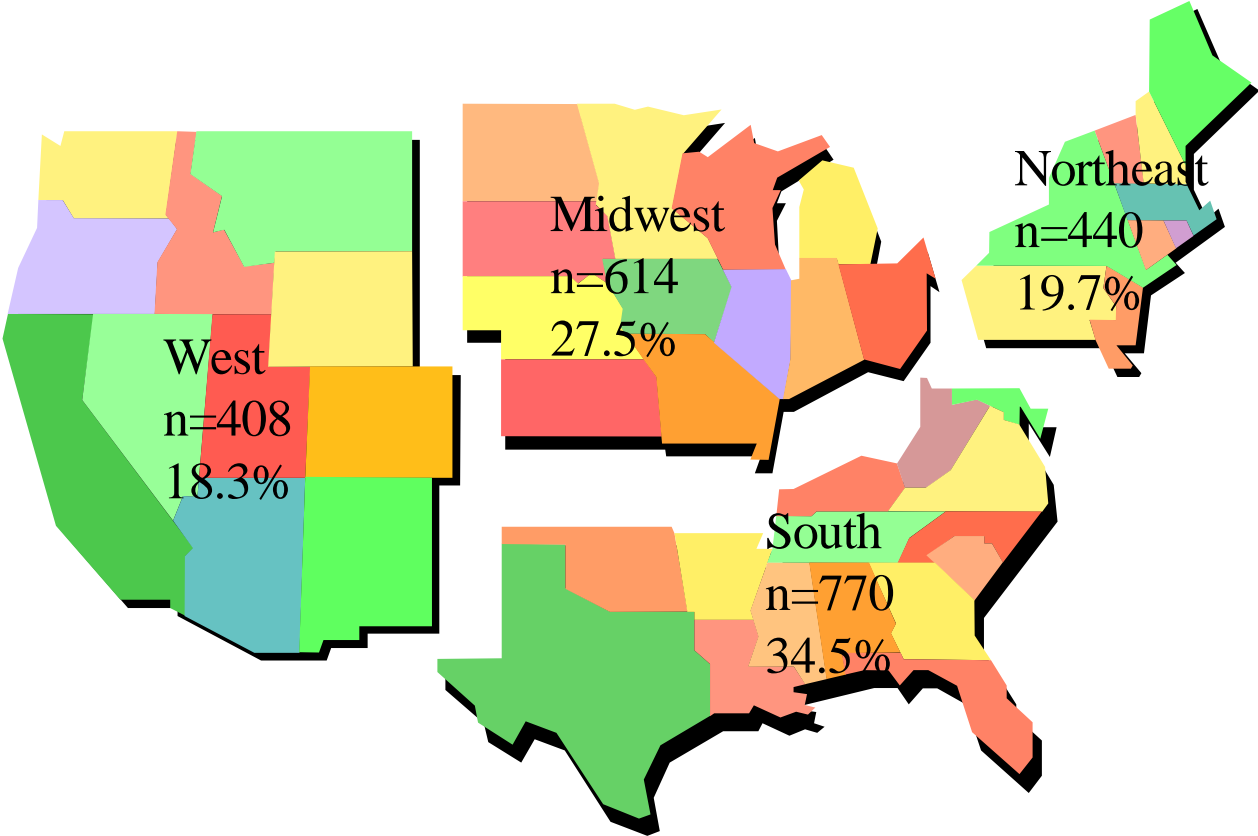 Northeast
n=440
19.7%
Midwest
n=614
27.5%
West
n=408
18.3%
South
n=770
34.5%